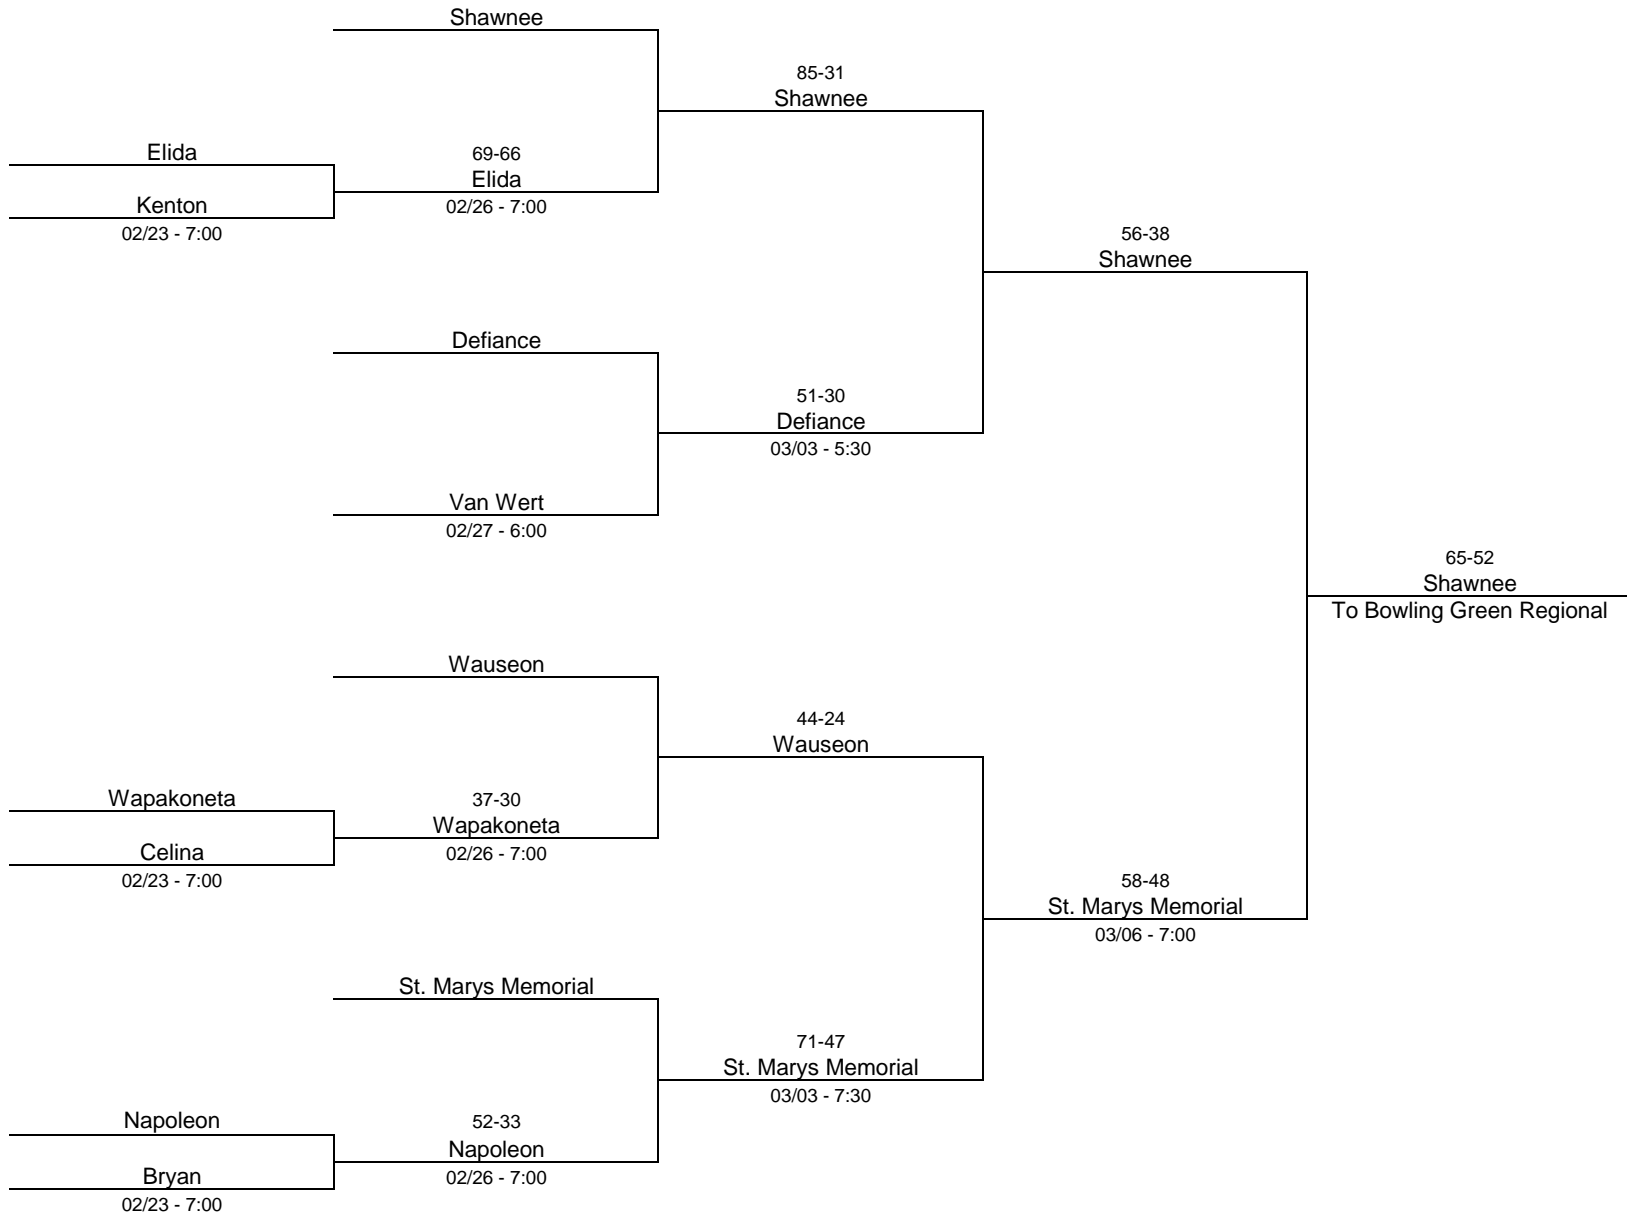 Shawnee
85-31
Shawnee
Elida
69-66
Elida
Kenton
02/26 - 7:00
02/23 - 7:00
56-38
Shawnee
Defiance
51-30
Defiance
03/03 - 5:30
Van Wert
02/27 - 6:00
65-52
Shawnee
To Bowling Green Regional
Wauseon
44-24
Wauseon
Wapakoneta
37-30
Wapakoneta
Celina
02/26 - 7:00
02/23 - 7:00
58-48
St. Marys Memorial
03/06 - 7:00
St. Marys Memorial
71-47
St. Marys Memorial
03/03 - 7:30
Napoleon
52-33
Napoleon
Bryan
02/26 - 7:00
02/23 - 7:00